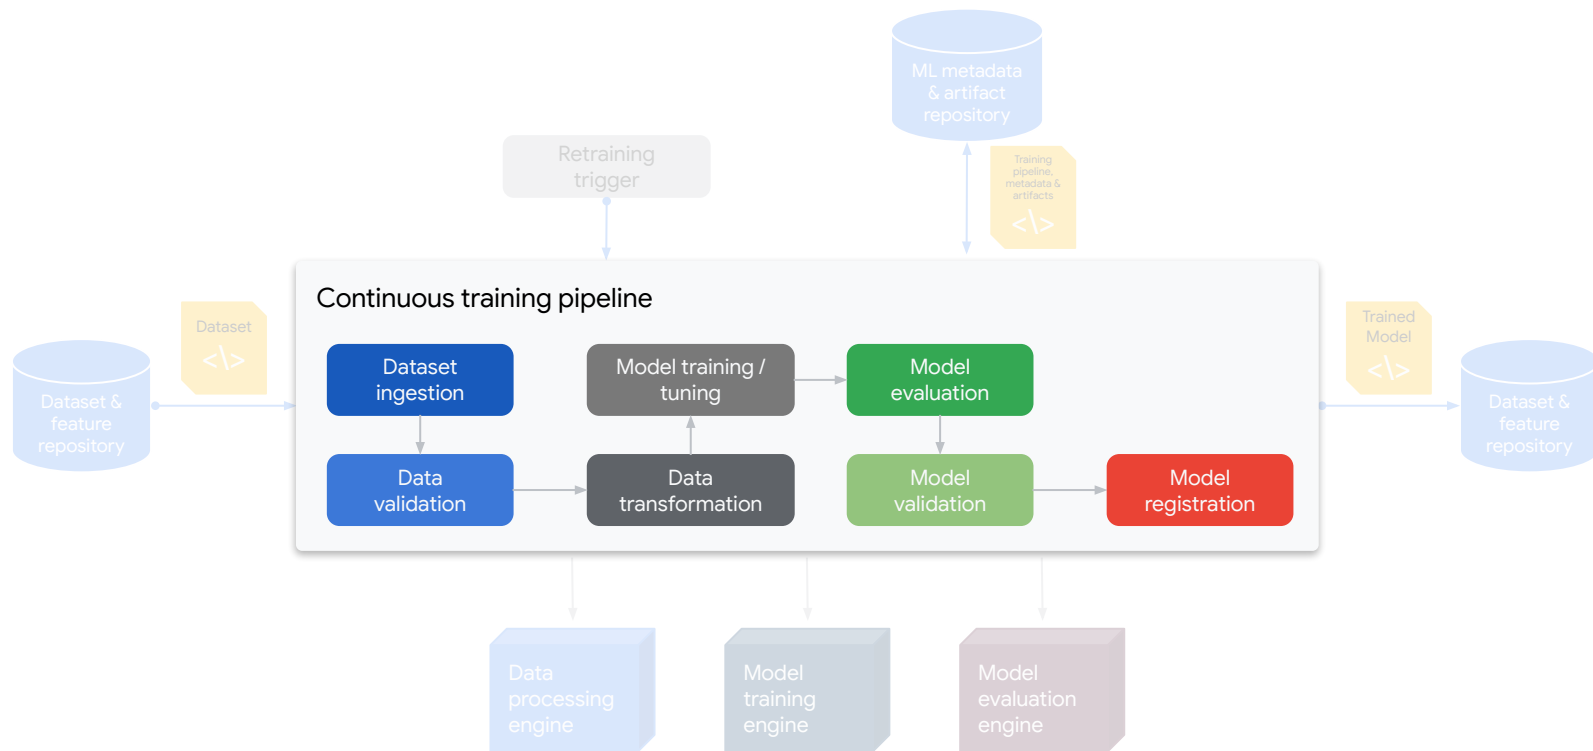 ML metadata
& artifact
repository
Retraining
trigger
Training
pipeline,
metadata &
artifacts
<\>
Continuous training pipeline
Dataset
<\>
Dataset &
feature
repository
Dataset
ingestion
Model training /
tuning
Model
evaluation
Data
validation
Data
transformation
Model
validation
Model
registration
Trained
Model
<\>
Dataset &
feature
repository
Data
processing
engine
Model
training
engine
Model
evaluation
engine